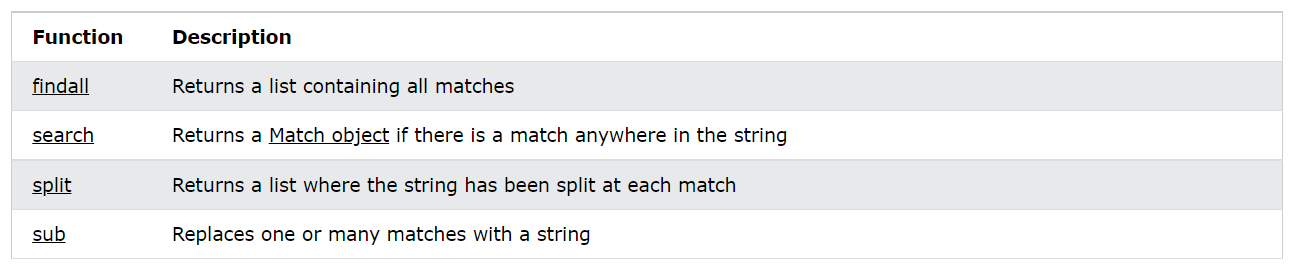 Function Description
findall Returns a list containing all matches
search Returns a Match object if there is a match anywhere in the string
split Returns a list where the string has been split at each match
sub Replaces one or many matches with a string